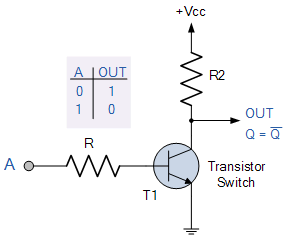 +Vcc
A OUT
0 1
1 0
R2
OUT
Q = Q̅
R
A
T1
Transistor
Switch